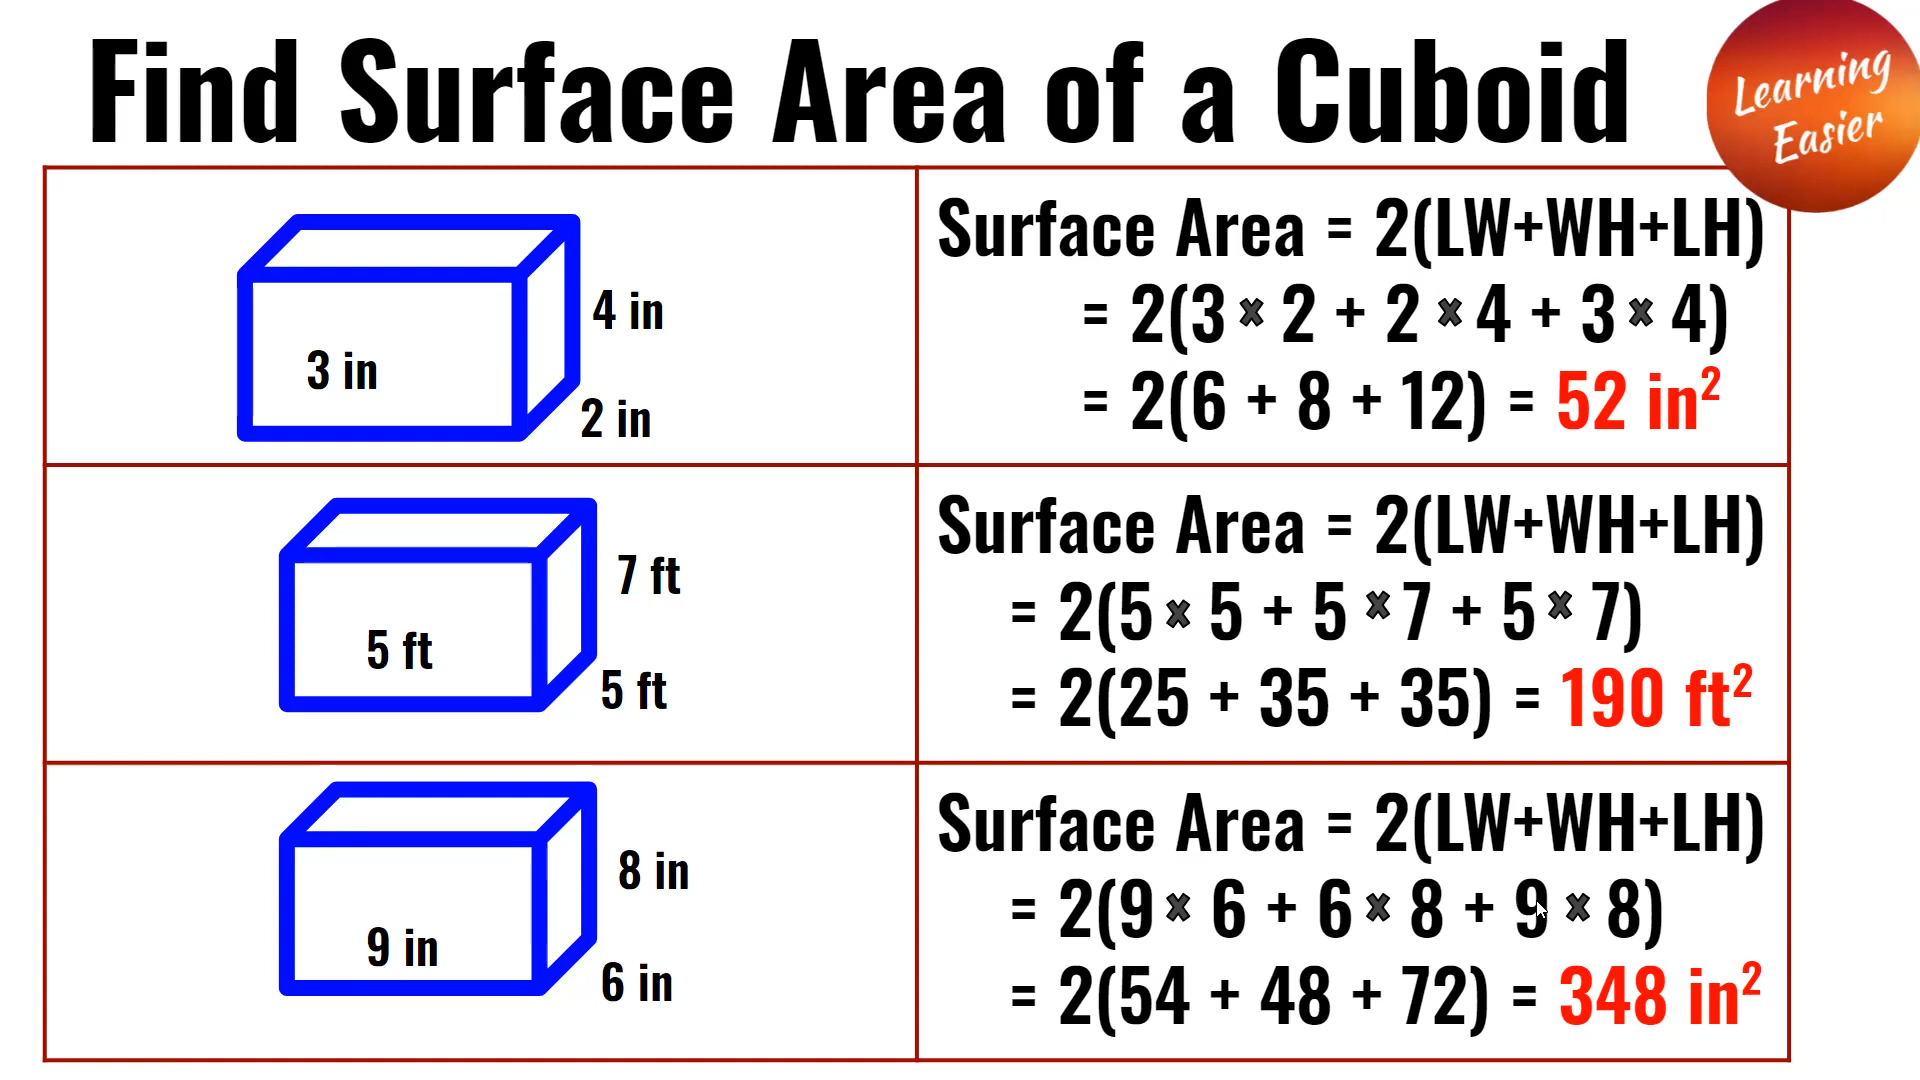 Find Surface Area of a Cuboid
Learning
Easier
4 in
3 in
2 in
Surface Area = 2(LW+WH+LH)
= 2(3 × 2 + 2 × 4 + 3 × 4)
= 2(6 + 8 + 12) = 52 in²
7 ft
5 ft
5 ft
Surface Area = 2(LW+WH+LH)
= 2(5 × 5 + 5 × 7 + 5 × 7)
= 2(25 + 35 + 35) = 190 ft²
8 in
9 in
6 in
Surface Area = 2(LW+WH+LH)
= 2(9 × 6 + 6 × 8 + 9 × 8)
= 2(54 + 48 + 72) = 348 in²